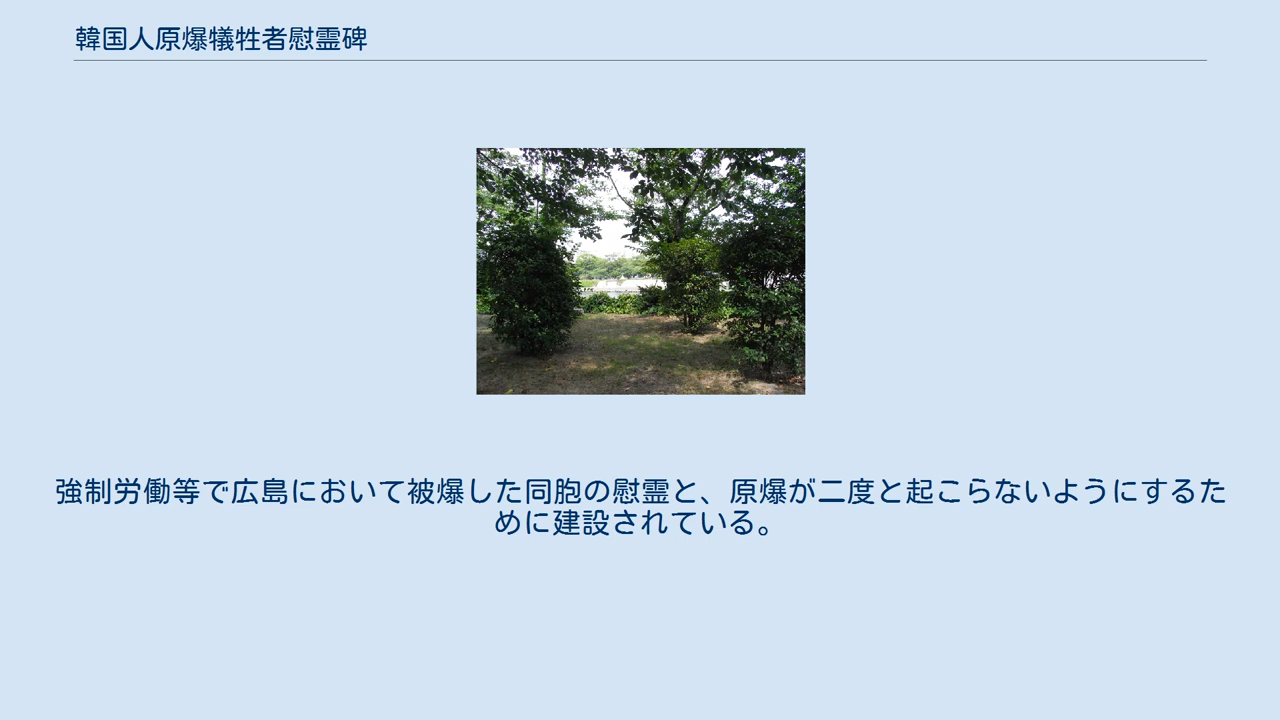 韓国人原爆犠牲者慰霊碑
強制労働等で広島において被爆した同胞の慰霊と、原爆が二度と起こらないようにするた
めに建設されている。